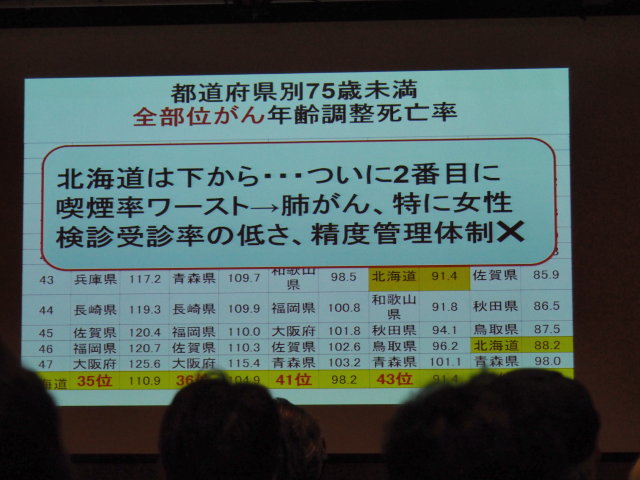 都道府県別75歳未満
全部位がん年齢調整死亡率
北海道は下から・・・ついに2番目に
喫煙率ワースト→肺がん、特に女性
検診受診率の低さ、精度管理体制×
43 兵庫県 117.2 青森県 109.7 和歌山県 98.5 北海道 91.4 佐賀県 85.9
44 長崎県 119.3 長崎県 109.9 福岡県 100.8 和歌山県 91.8 秋田県 86.5
45 佐賀県 120.4 福岡県 110.0 大阪府 101.8 秋田県 94.1 鳥取県 87.5
46 福岡県 120.7 佐賀県 110.3 佐賀県 102.6 鳥取県 96.2 北海道 88.2
47 大阪府 125.6 大阪府 115.4 青森県 103.2 青森県 101.1 青森県 98.0
海道 35位 110.9 36位 104.9 41位 98.2 43位 91.4